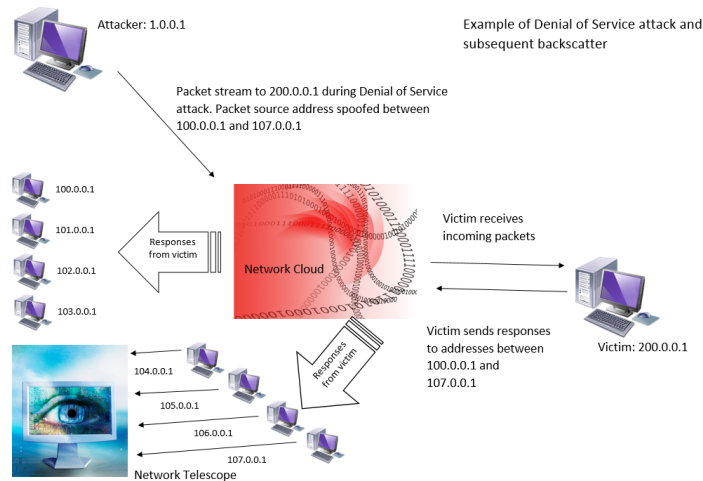 Attacker: 1.0.0.1
Example of Denial of Service attack and
subsequent backscatter
Packet stream to 200.0.0.1 during Denial of Service
attack. Packet source address spoofed between
100.0.0.1 and 107.0.0.1
100.0.0.1
101.0.0.1
102.0.0.1
103.0.0.1
Responses
from victim
Network Cloud
Victim receives
incoming packets
Victim sends responses
to addresses between
100.0.0.1 and
107.0.0.1
Victim: 200.0.0.1
Responses
from victim
104.0.0.1
105.0.0.1
106.0.0.1
107.0.0.1
Network Telescope